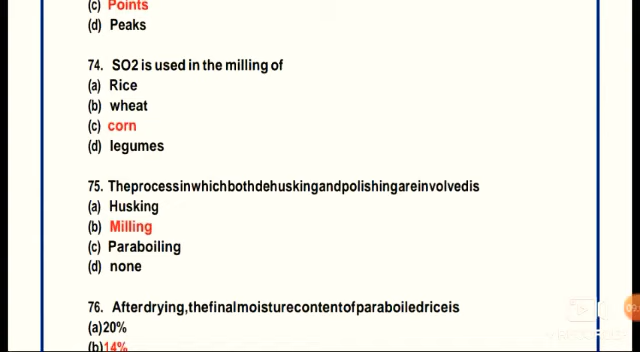 (c) Points
(d) Peaks
74. SO2 is used in the milling of
(a) Rice
(b) wheat
(c) corn
(d) legumes
75. Theprocessinwhichbothdehuskingandpolishingareinvolvedis
(a) Husking
(b) Milling
(c) Paraboiling
(d) none
76. Afterdrying,thefinalmoisturecontentofparaboiledriceis
(a)20%
(b)14%